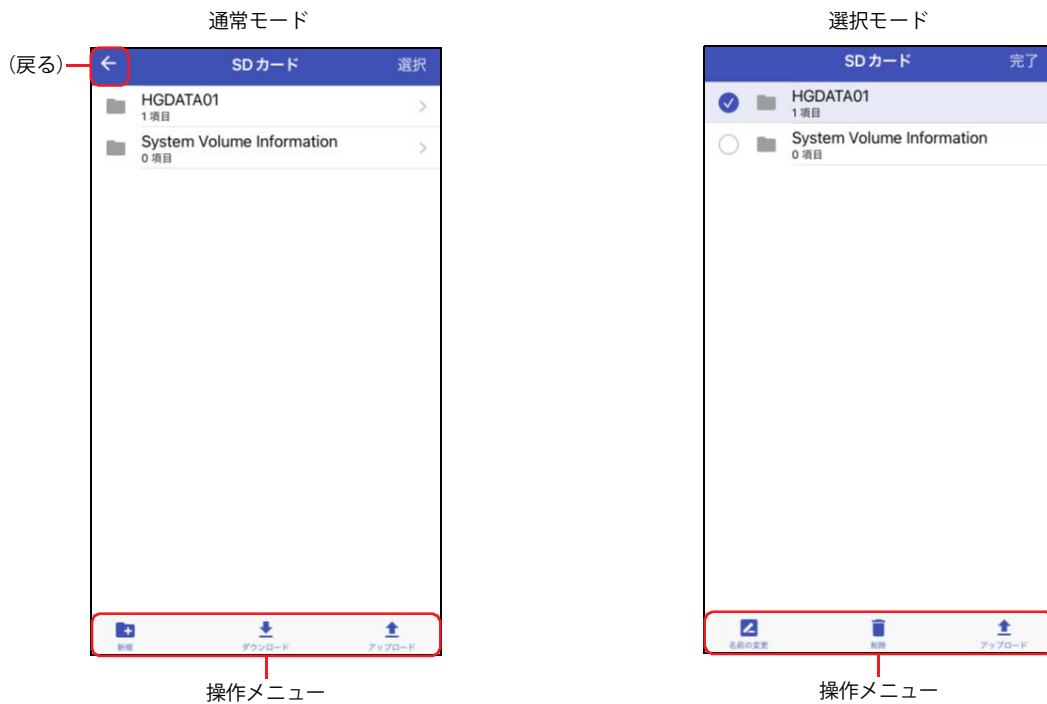 通常モード
選択モード
(戻る)
SDカード
選択
HGDATA01
1 項目
System Volume Information
0 項目
新規
ダウンロード
アップロード
操作メニュー
SDカード
完了
HGDATA01
1 項目
System Volume Information
0 項目
名前の変更
削除
アップロード
操作メニュー